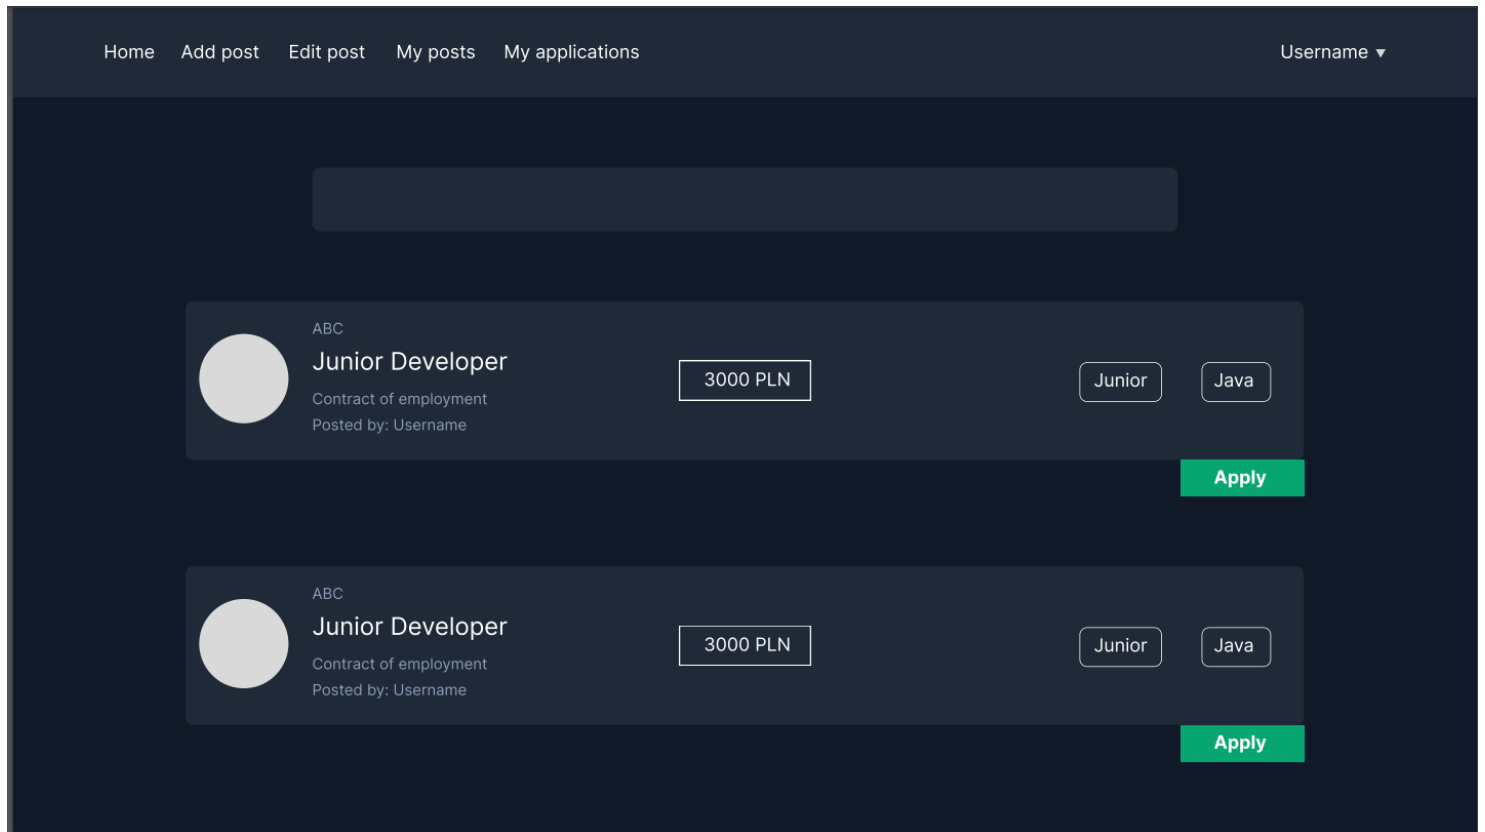 Home Add post Edit post My posts My applications Username ▼
ABC
Junior Developer
Contract of employment
Posted by: Username
3000 PLN
Junior Java
Apply
ABC
Junior Developer
Contract of employment
Posted by: Username
3000 PLN
Junior Java
Apply